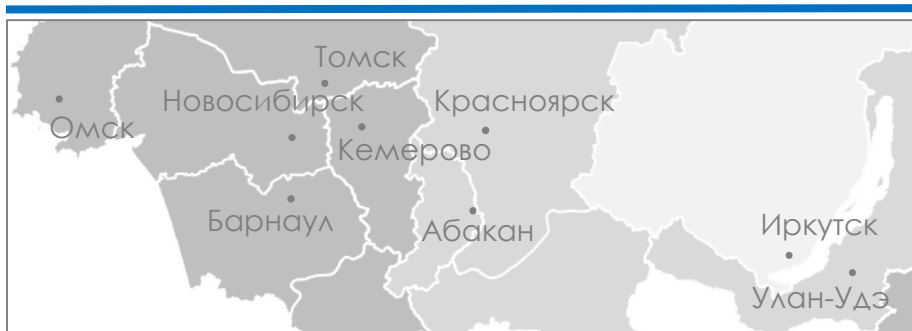 Томск
Новосибирск
Красноярск
Омск
Кемерово
Барнаул
Абакан
Иркутск
Улан-Удэ